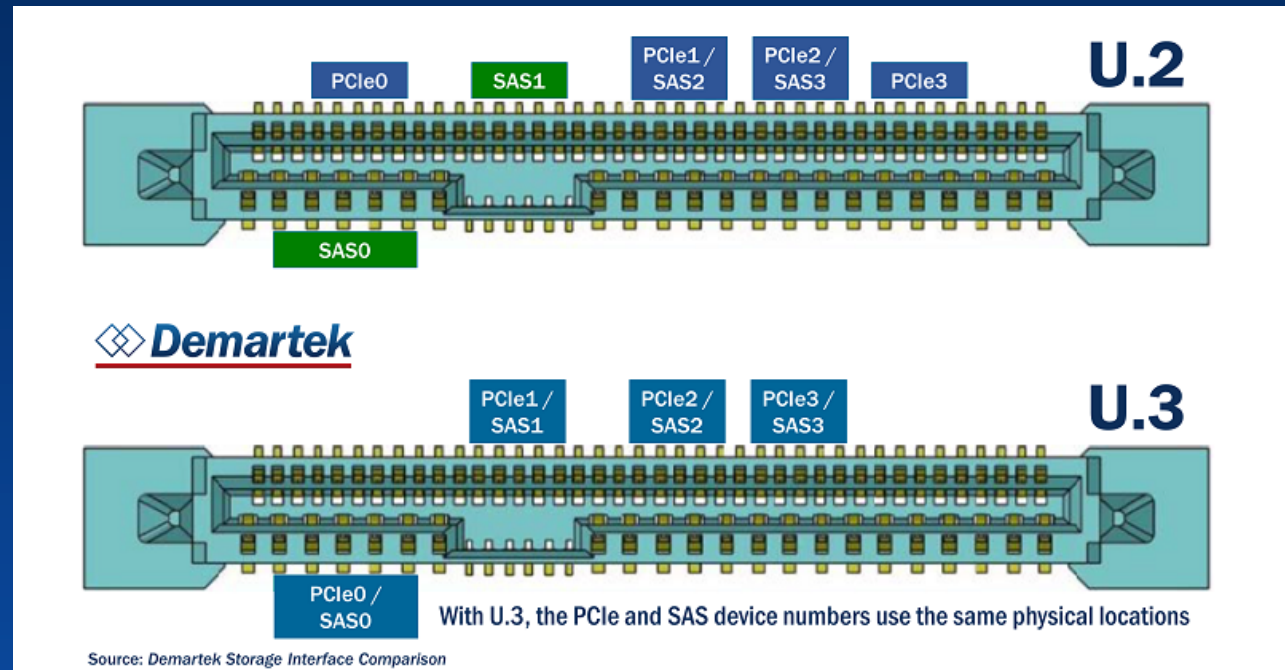 U.2
PCIe0
SAS1
PCIe1 /
SAS2
PCIe2 /
SAS3
PCIe3
SAS0
Demartek
U.3
PCIe1 /
SAS1
PCIe2 /
SAS2
PCIe3 /
SAS3
PCIe0 /
SAS0
With U.3, the PCIe and SAS device numbers use the same physical locations
Source: Demartek Storage Interface Comparison